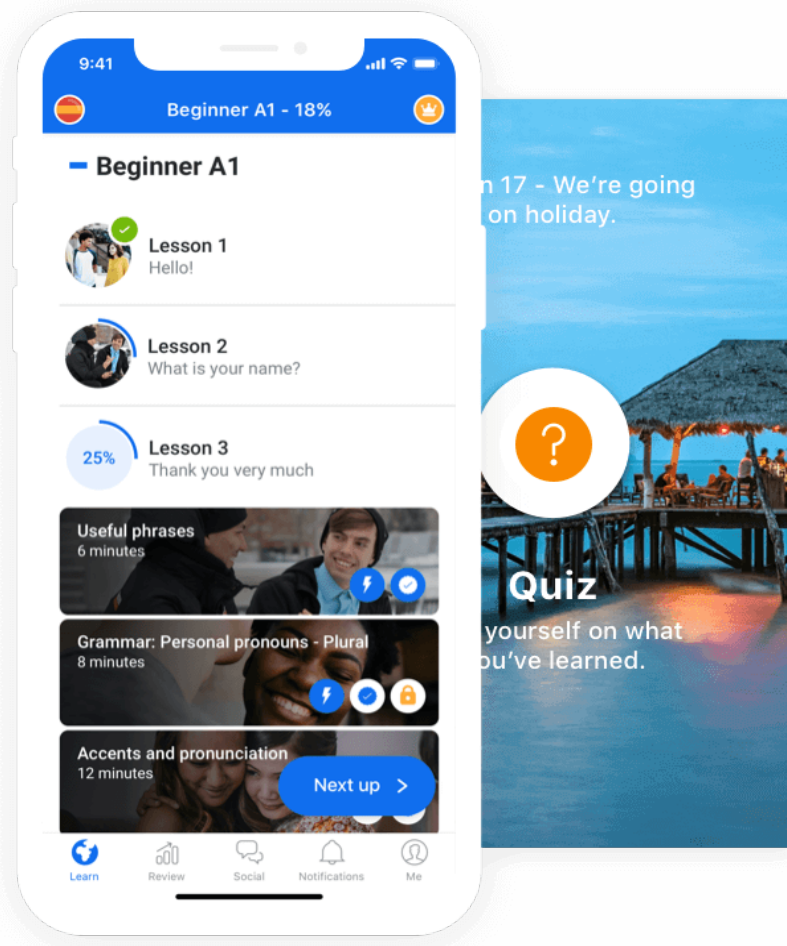 9:41
Beginner A1 - 18%
Beginner A1
Lesson 1
Hello!
Lesson 2
What is your name?
25%
Lesson 3
Thank you very much
Useful phrases
6 minutes
Grammar: Personal pronouns - Plural
8 minutes
Accents and pronunciation
12 minutes
Next up
Learn
Review
Social
Notifications
Me
17 - We're going
on holiday.
?
Quiz
yourself on what
you've learned.